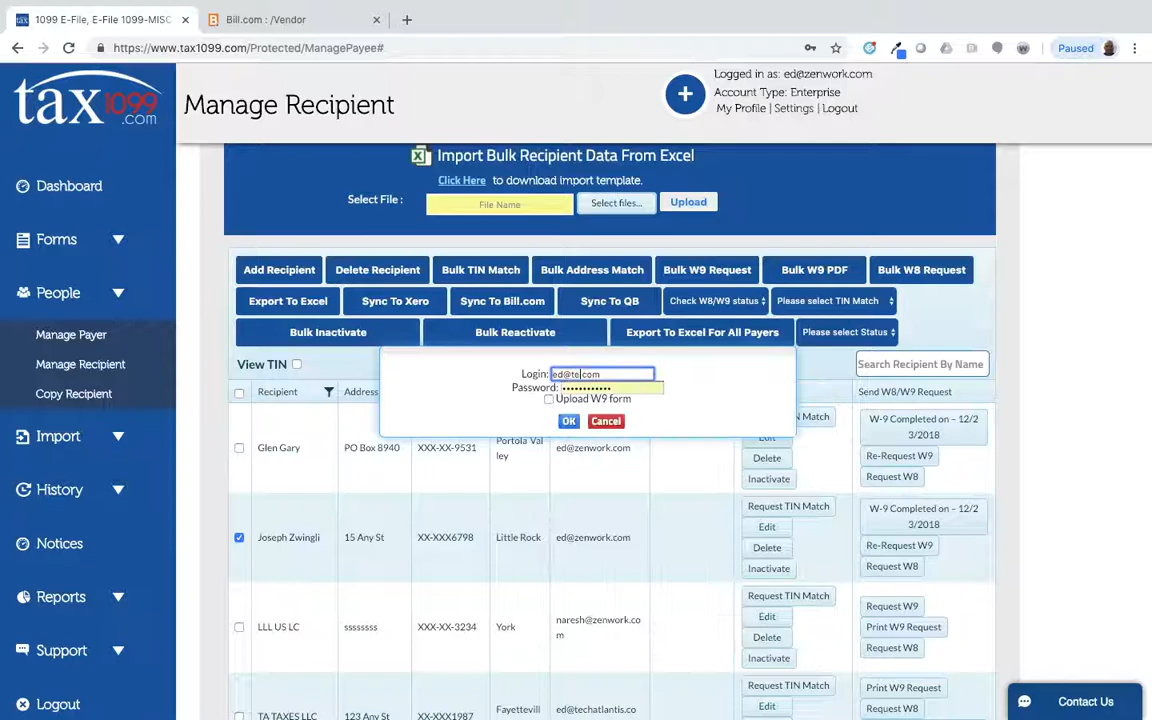 1099 E-File, E-File 1099-MISC
Bill.com : /Vendor
https://www.tax1099.com/Protected/ManagePayee#
Paused
tax1099.com
Manage Recipient
Logged in as: ed@zenwork.com
Account Type: Enterprise
My Profile | Settings | Logout
Dashboard
Forms
People
Manage Payer
Manage Recipient
Copy Recipient
Import
History
Notices
Reports
Support
Logout
Import Bulk Recipient Data From Excel
Click Here to download import template.
Select File : File Name Select files... Upload
Add Recipient Delete Recipient Bulk TIN Match Bulk Address Match Bulk W9 Request Bulk W9 PDF Bulk W8 Request
Export To Excel Sync To Xero Sync To Bill.com Sync To QB Check W8/W9 status Please select TIN Match
Bulk Inactivate Bulk Reactivate Export To Excel For All Payers Please select Status
View TIN
Search Recipient By Name
Login: ed@te.com
Password: ••••••••••••
Upload W9 form
OK Cancel
Recipient Address Send W8/W9 Request
Glen Gary PO Box 8940 XXX-XX-9531 Portola Val
ley
ed@zenwork.com
Match
Edit
Delete
Inactivate
W-9 Completed on – 12/2
3/2018
Re-Request W9
Request W8
Joseph Zwingli 15 Any St XX-XXX6798 Little Rock ed@zenwork.com
Request TIN Match
Edit
Delete
Inactivate
W-9 Completed on – 12/2
3/2018
Re-Request W9
Request W8
LLL US LC ssssssss XXX-XX-3234 York naresh@zenwork.co
m
Request TIN Match
Edit
Delete
Inactivate
Request W9
Print W9 Request
Request W8
TA TAXES LLC 123 Any St XX-XXX1987 Fayettevill
ed@techatlantis.co
Request TIN Match
Edit
Print W9 Request
Request W8
Contact Us